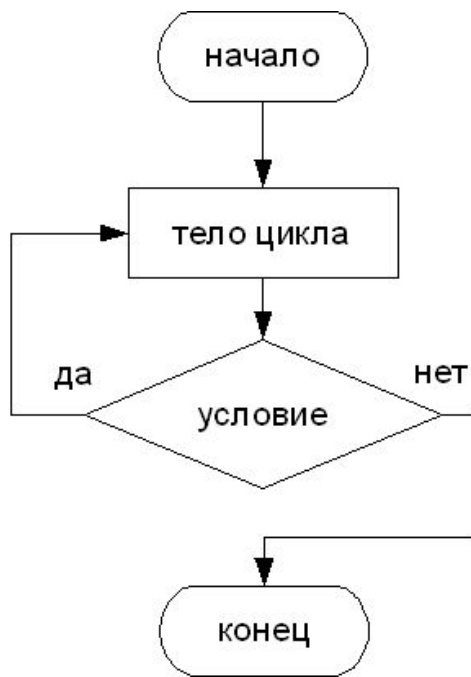 начало
тело цикла
да
нет
условие
конец